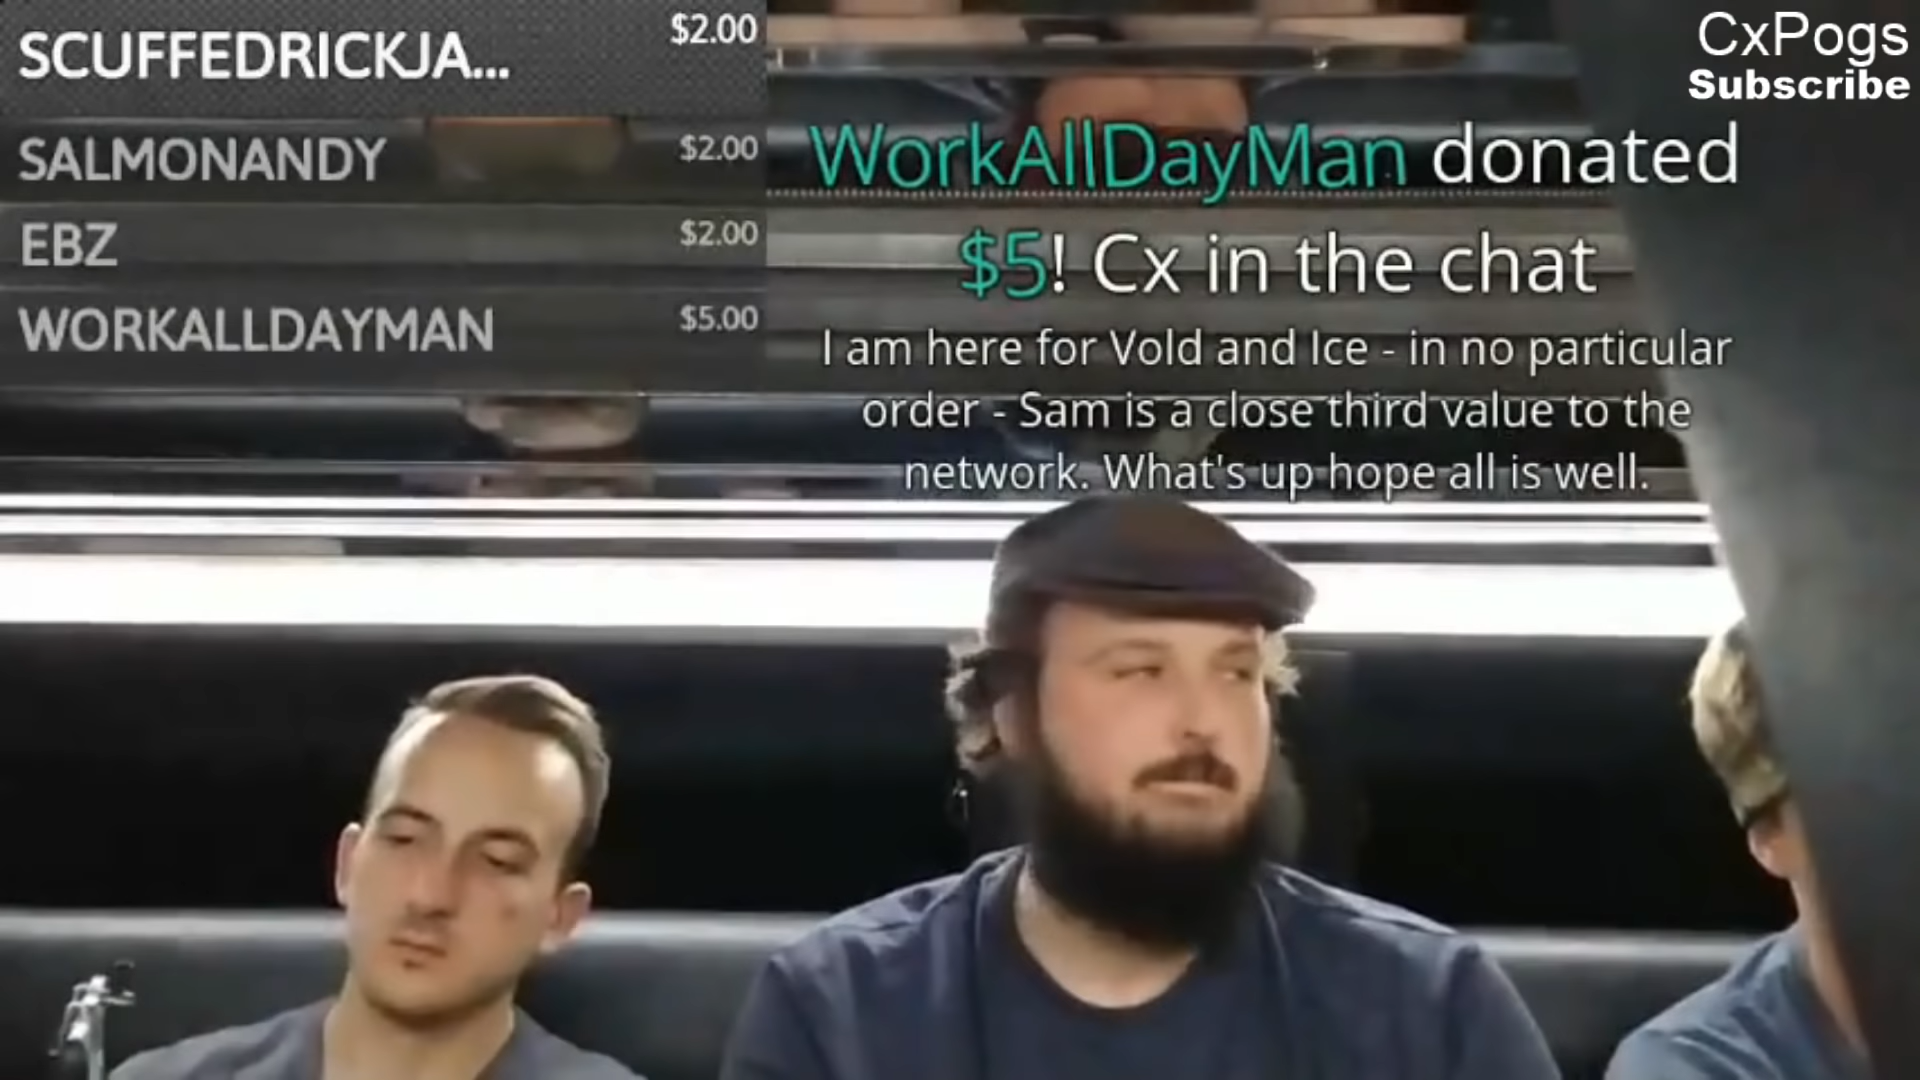 SCUFFEDRICKJA... $2.00
SALMONANDY $2.00
EBZ $2.00
WORKALLDAYMAN $5.00
CxPogs
Subscribe
WorkAllDayMan donated
$5! Cx in the chat
I am here for Vold and Ice - in no particular
order - Sam is a close third value to the
network. What's up hope all is well.